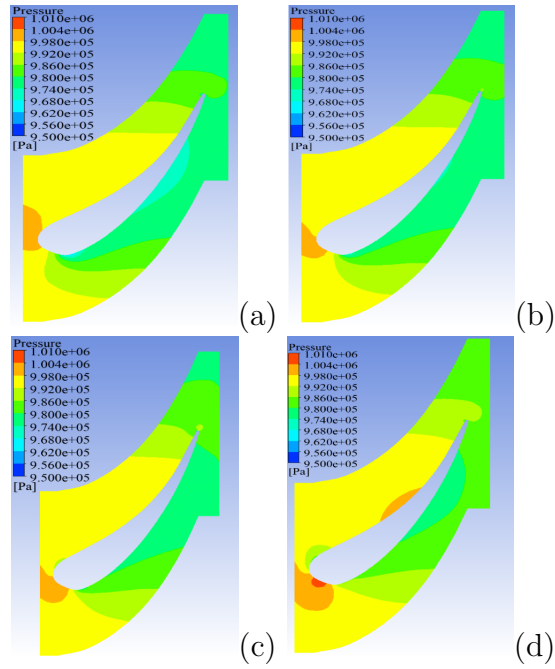 Pressure
1.010e+06
1.004e+06
9.980e+05
9.920e+05
9.860e+05
9.800e+05
9.740e+05
9.680e+05
9.620e+05
9.560e+05
9.500e+05
[Pa]
(a)
Pressure
1.010e+06
1.004e+06
9.980e+05
9.920e+05
9.860e+05
9.800e+05
9.740e+05
9.680e+05
9.620e+05
9.560e+05
9.500e+05
[Pa]
(b)
Pressure
1.010e+06
1.004e+06
9.980e+05
9.920e+05
9.860e+05
9.800e+05
9.740e+05
9.680e+05
9.620e+05
9.560e+05
9.500e+05
[Pa]
(c)
Pressure
1.010e+06
1.004e+06
9.980e+05
9.920e+05
9.860e+05
9.800e+05
9.740e+05
9.680e+05
9.620e+05
9.560e+05
9.500e+05
[Pa]
(d)